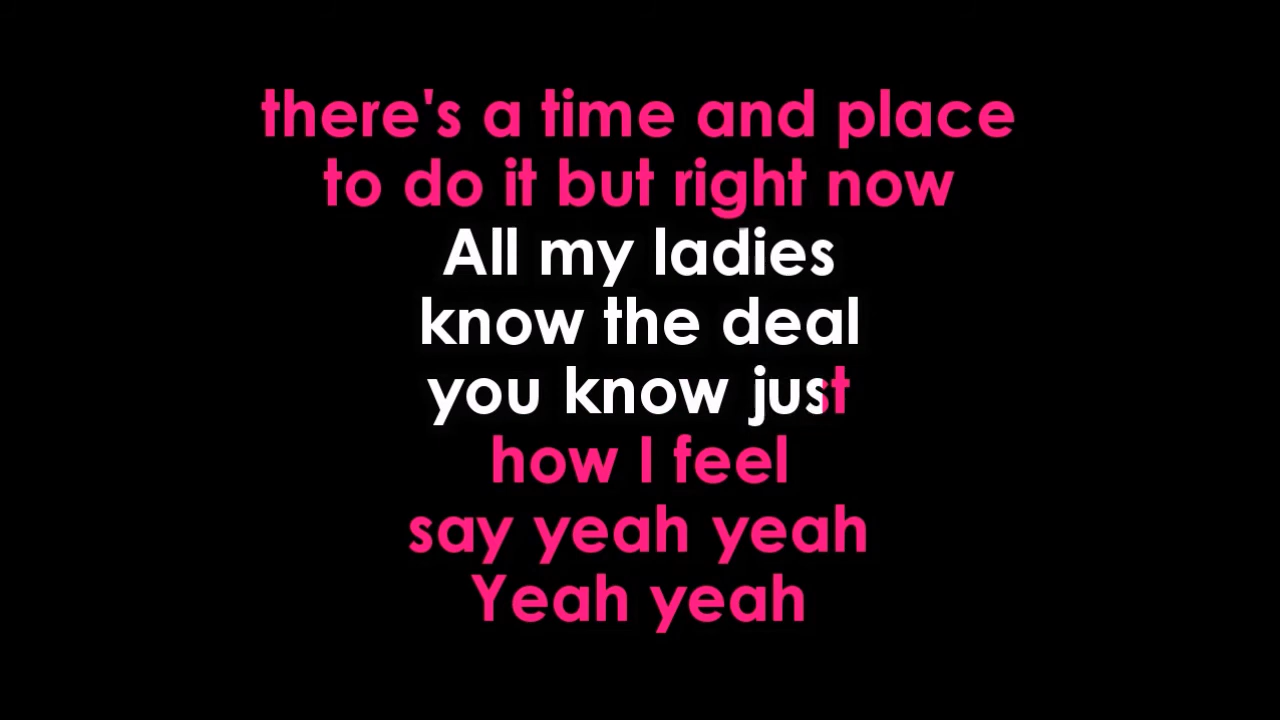 there's a time and place
to do it but right now
All my ladies
know the deal
you know just
how I feel
say yeah yeah
Yeah yeah